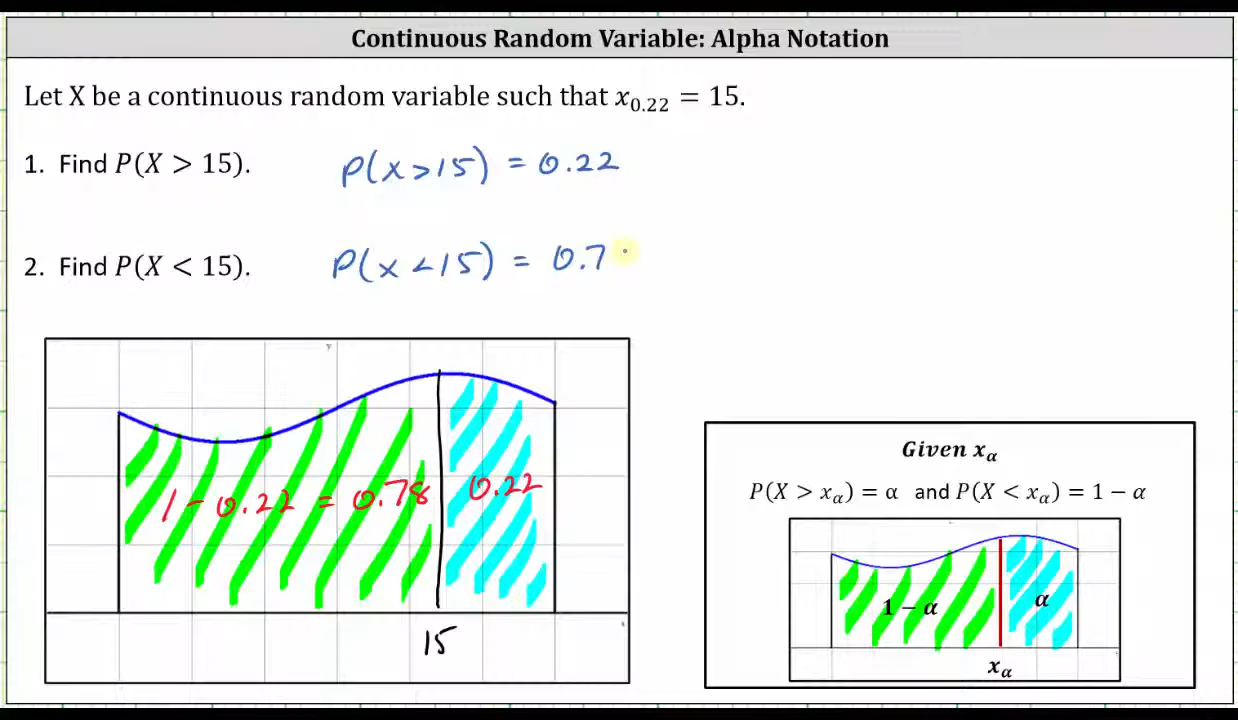 Continuous Random Variable: Alpha Notation
Let X be a continuous random variable such that x₀.₂₂ = 15.
1. Find P(X > 15). P(x>15) = 0.22
2. Find P(X < 15). P(x<15) = 0.7
y
1 - 0.22 = 0.78 0.22
15
Given xα
P(X > xα) = α and P(X < xα) = 1 − α
1 − α α
xα